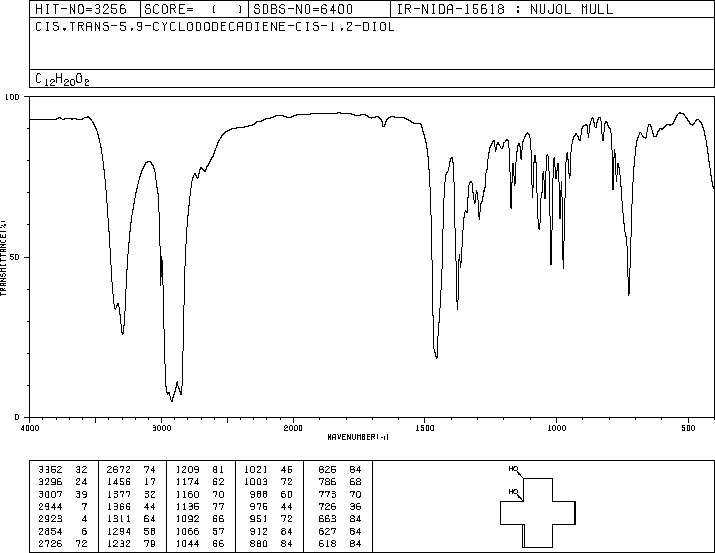 HIT-NO=3256 SCORE= ( ) SDBS-NO=6400 IR-NIDA-15618 : NUJOL MULL
CIS,TRANS-5,9-CYCLODODECADIENE-CIS-1,2-DIOL
C12H20O2
100
50
0
TRANSMITTANCE(%)
4000 3000 2000 1500 1000 500
WAVENUMBER(-1)
3352 32 2672 74 1209 81 1021 45 825 84
3296 24 1456 17 1174 62 1003 72 786 68
3007 39 1377 32 1160 70 988 60 773 70
2944 7 1366 44 1135 77 975 44 726 36
2923 4 1311 64 1092 66 951 72 663 84
2854 6 1294 58 1066 57 912 84 627 84
2726 72 1232 79 1044 66 880 84 618 84
HO
HO